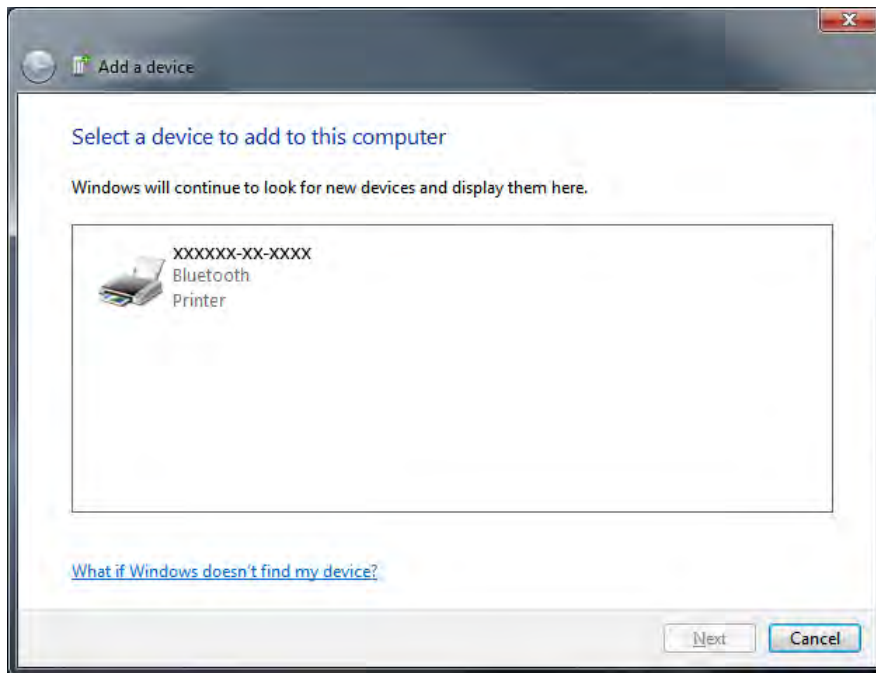 Add a device
Select a device to add to this computer
Windows will continue to look for new devices and display them here.
XXXXXX-XX-XXXX
Bluetooth
Printer
What if Windows doesn't find my device?
Next
Cancel